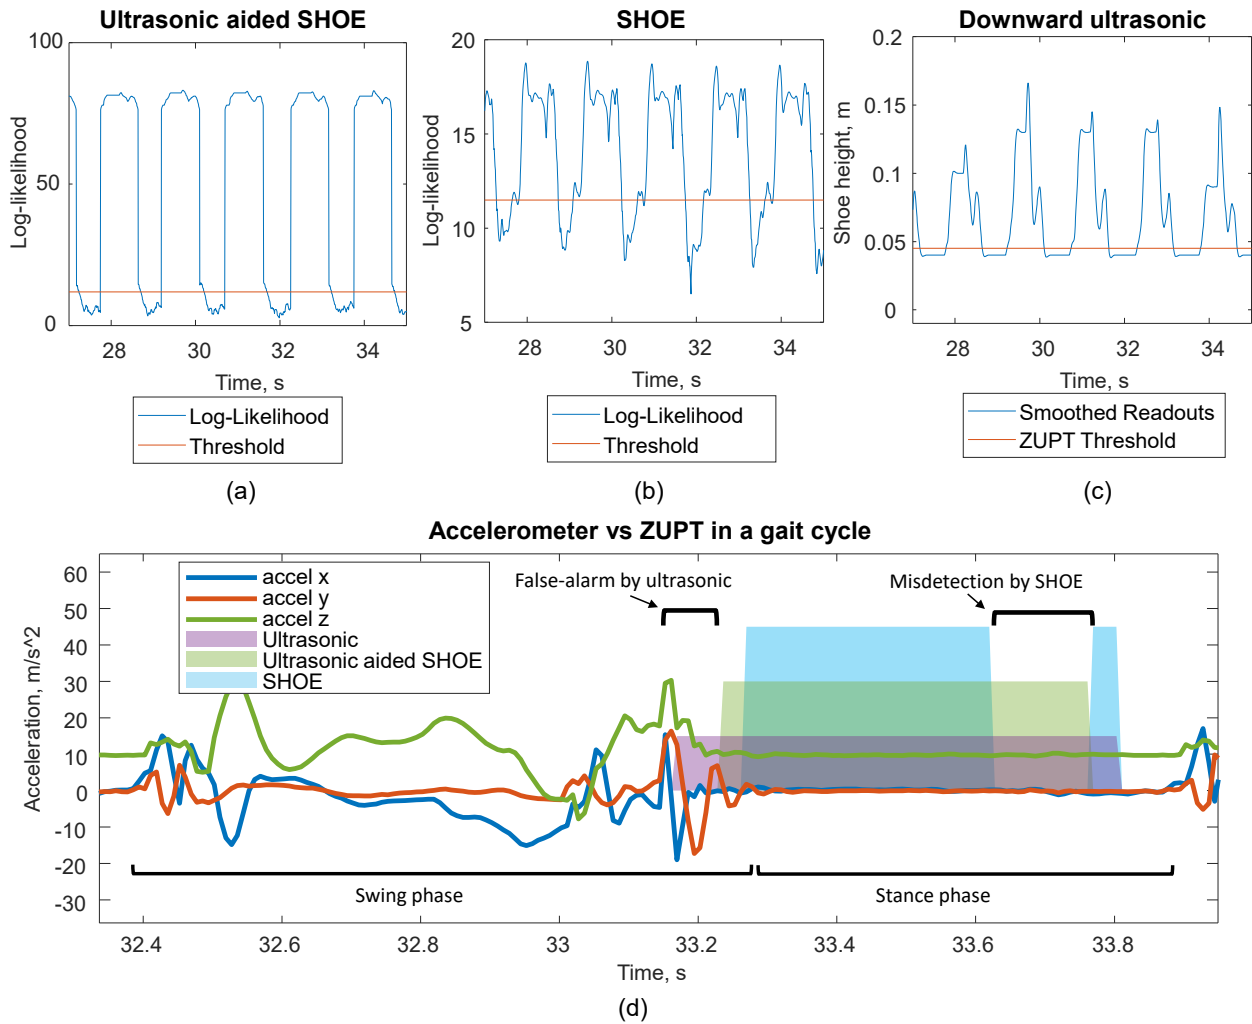 Ultrasonic aided SHOE
100
50
0
Log-likelihood
28 30 32 34
Time, s
Log-Likelihood
Threshold
(a)
SHOE
20
15
10
5
Log-likelihood
28 30 32 34
Time, s
Log-Likelihood
Threshold
(b)
Downward ultrasonic
0.2
0.15
0.1
0.05
0
Shoe height, m
28 30 32 34
Time, s
Smoothed Readouts
ZUPT Threshold
(c)
Accelerometer vs ZUPT in a gait cycle
60
50
40
30
20
10
0
-10
-20
-30
Acceleration, m/s^2
accel x
accel y
accel z
Ultrasonic
Ultrasonic aided SHOE
SHOE
False-alarm by ultrasonic
Misdetection by SHOE
Swing phase
Stance phase
32.4 32.6 32.8 33 33.2 33.4 33.6 33.8
Time, s
(d)